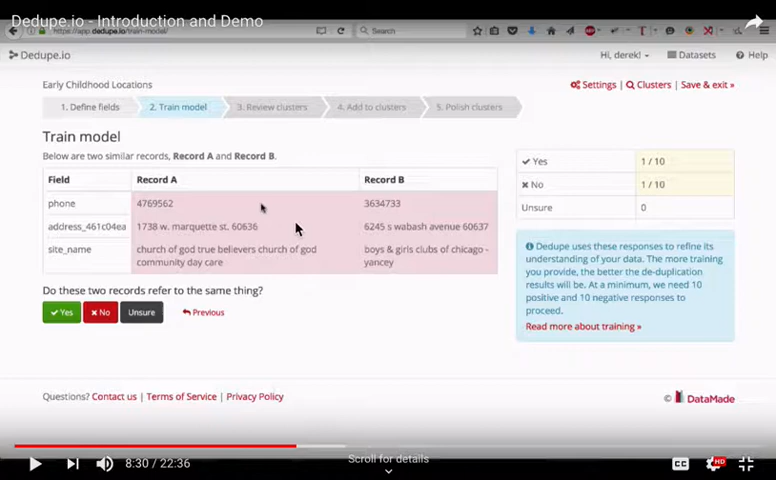 Dedupe.io - Introduction and Demo
https://app.dedupe.io/train-model/
Search
Dedupe.io
Hi, derek!
Datasets
Help
Early Childhood Locations
Settings | Clusters | Save & exit »
1. Define fields
2. Train model
3. Review clusters
4. Add to clusters
5. Polish clusters
Train model
Below are two similar records, Record A and Record B.
Field Record A Record B
phone 4769562 3634733
address_461c04ea 1738 w. marquette st. 60636 6245 s wabash avenue 60637
site_name church of god true believers church of god boys & girls clubs of chicago -
community day care yancey
Do these two records refer to the same thing?
Yes No Unsure Previous
Yes 1 / 10
No 1 / 10
Unsure 0
Dedupe uses these responses to refine its
understanding of your data. The more training
you provide, the better the de-duplication
results will be. At a minimum, we need 10
positive and 10 negative responses to
proceed.
Read more about training »
Questions? Contact us | Terms of Service | Privacy Policy
© DataMade
8:30 / 22:36
Scroll for details
CC
HD